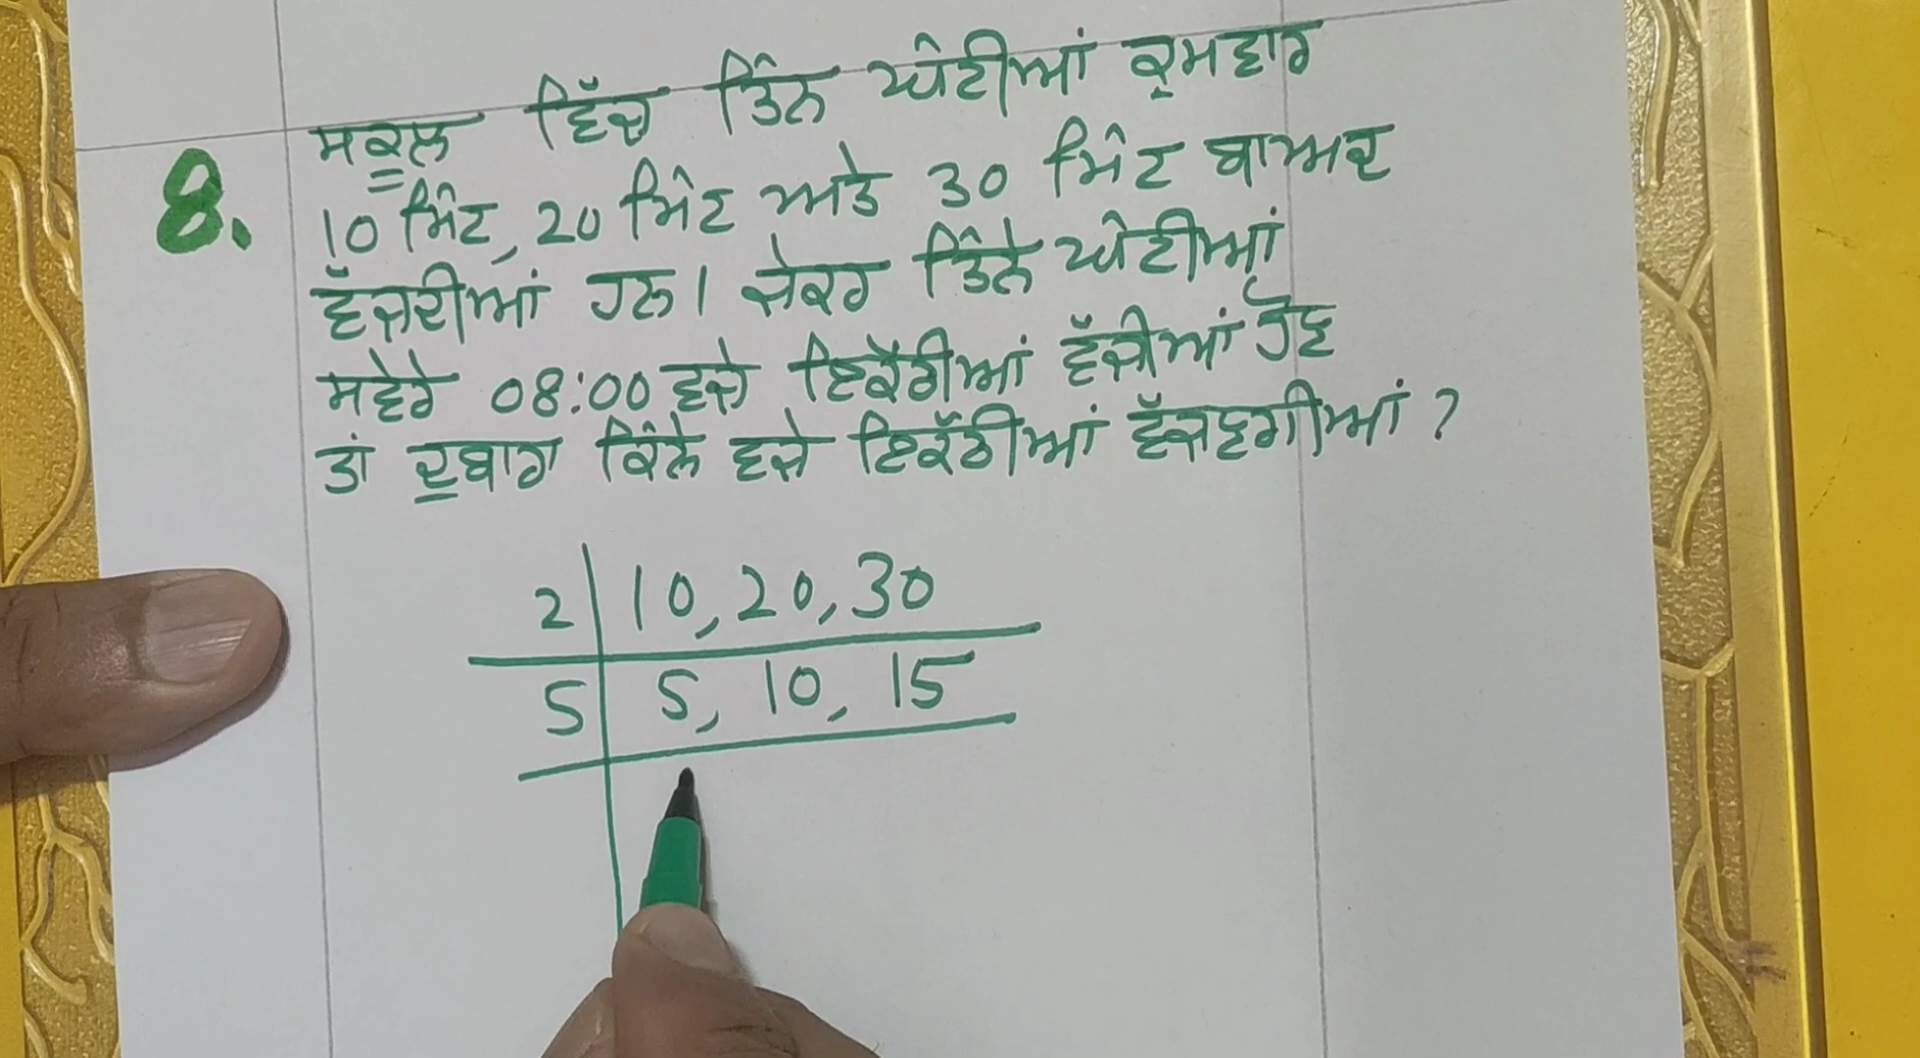 8. ਸਕੂਲ ਵਿੱਚ ਤਿੰਨ ਘੰਟੀਆਂ ਕ੍ਰਮਵਾਰ
10 ਮਿੰਟ, 20 ਮਿੰਟ ਅਤੇ 30 ਮਿੰਟ ਬਾਅਦ
ਵੱਜਦੀਆਂ ਹਨ। ਜੇਕਰ ਤਿੰਨੇ ਘੰਟੀਆਂ
ਸਵੇਰੇ 08:00 ਵਜੇ ਇਕੱਠੀਆਂ ਵੱਜੀਆਂ ਹੋਣ
ਤਾਂ ਦੁਬਾਰਾ ਕਿੰਨੇ ਵਜੇ ਇਕੱਠੀਆਂ ਵੱਜਣਗੀਆਂ ?
2 | 10, 20, 30
5 | 5, 10, 15